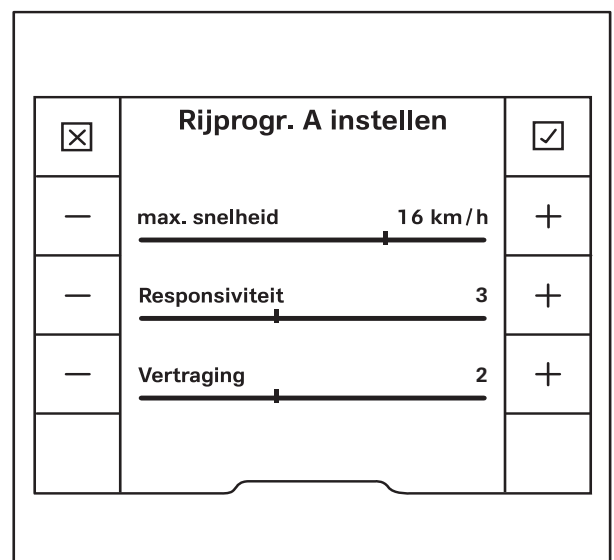 Rijprogr. A instellen
max. snelheid 16 km/h
Responsiviteit 3
Vertraging 2